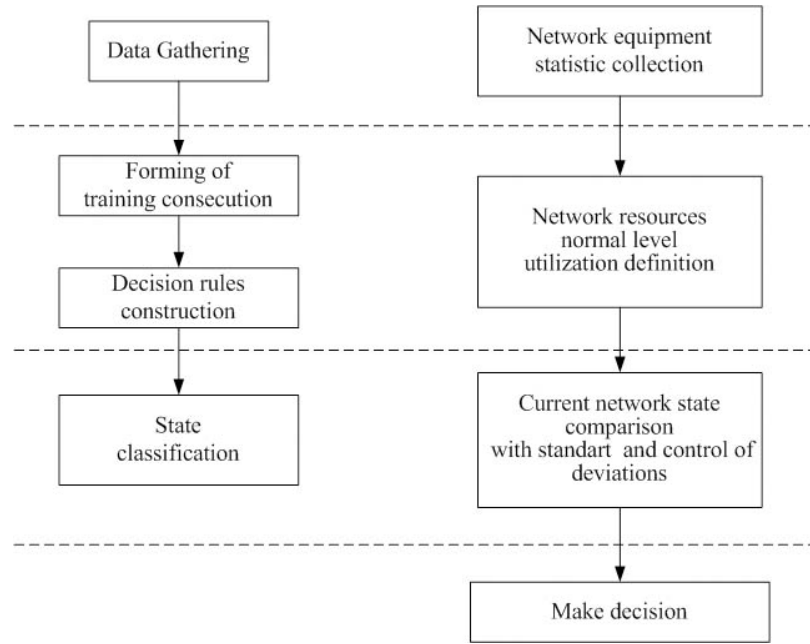 Data Gathering
Network equipment
statistic collection
Forming of
training consecution
Decision rules
construction
Network resources
normal level
utilization definition
State
classification
Current network state
comparison
with standart and control of
deviations
Make decision